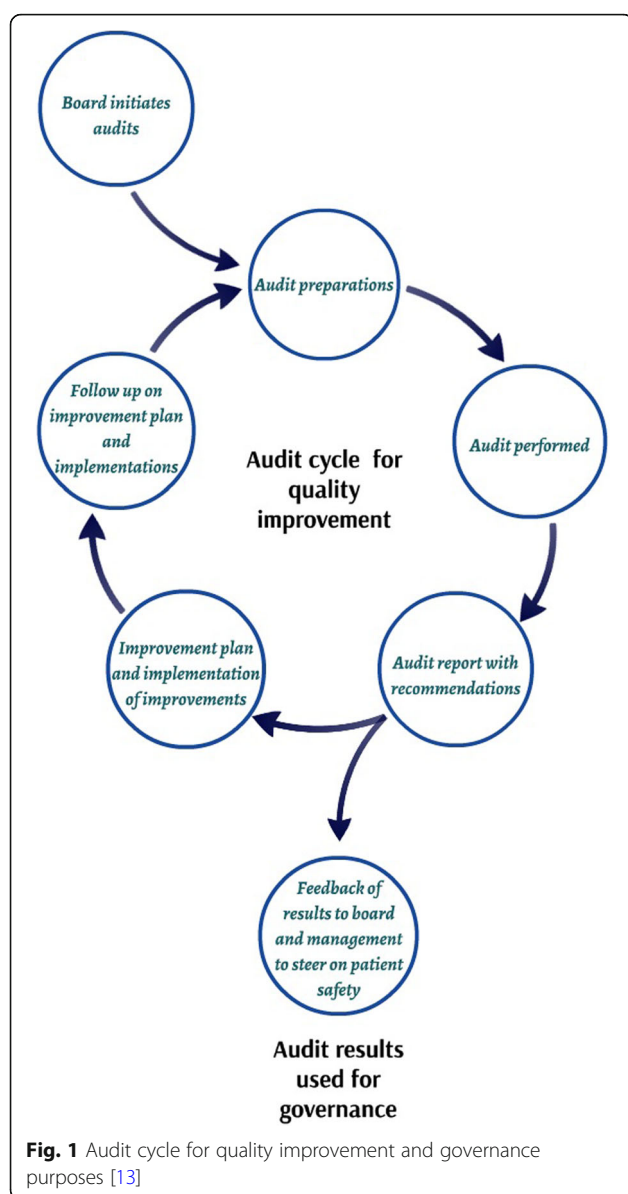 Board initiates
audits
Audit preparations
Follow up on
improvement plan
and
implementations
Audit cycle for
quality
improvement
Audit performed
Improvement plan
and implementation
of improvements
Audit report with
recommendations
Feedback of
results to board
and management
to steer on patient
safety
Audit results
used for
governance
Fig. 1 Audit cycle for quality improvement and governance
purposes [13]